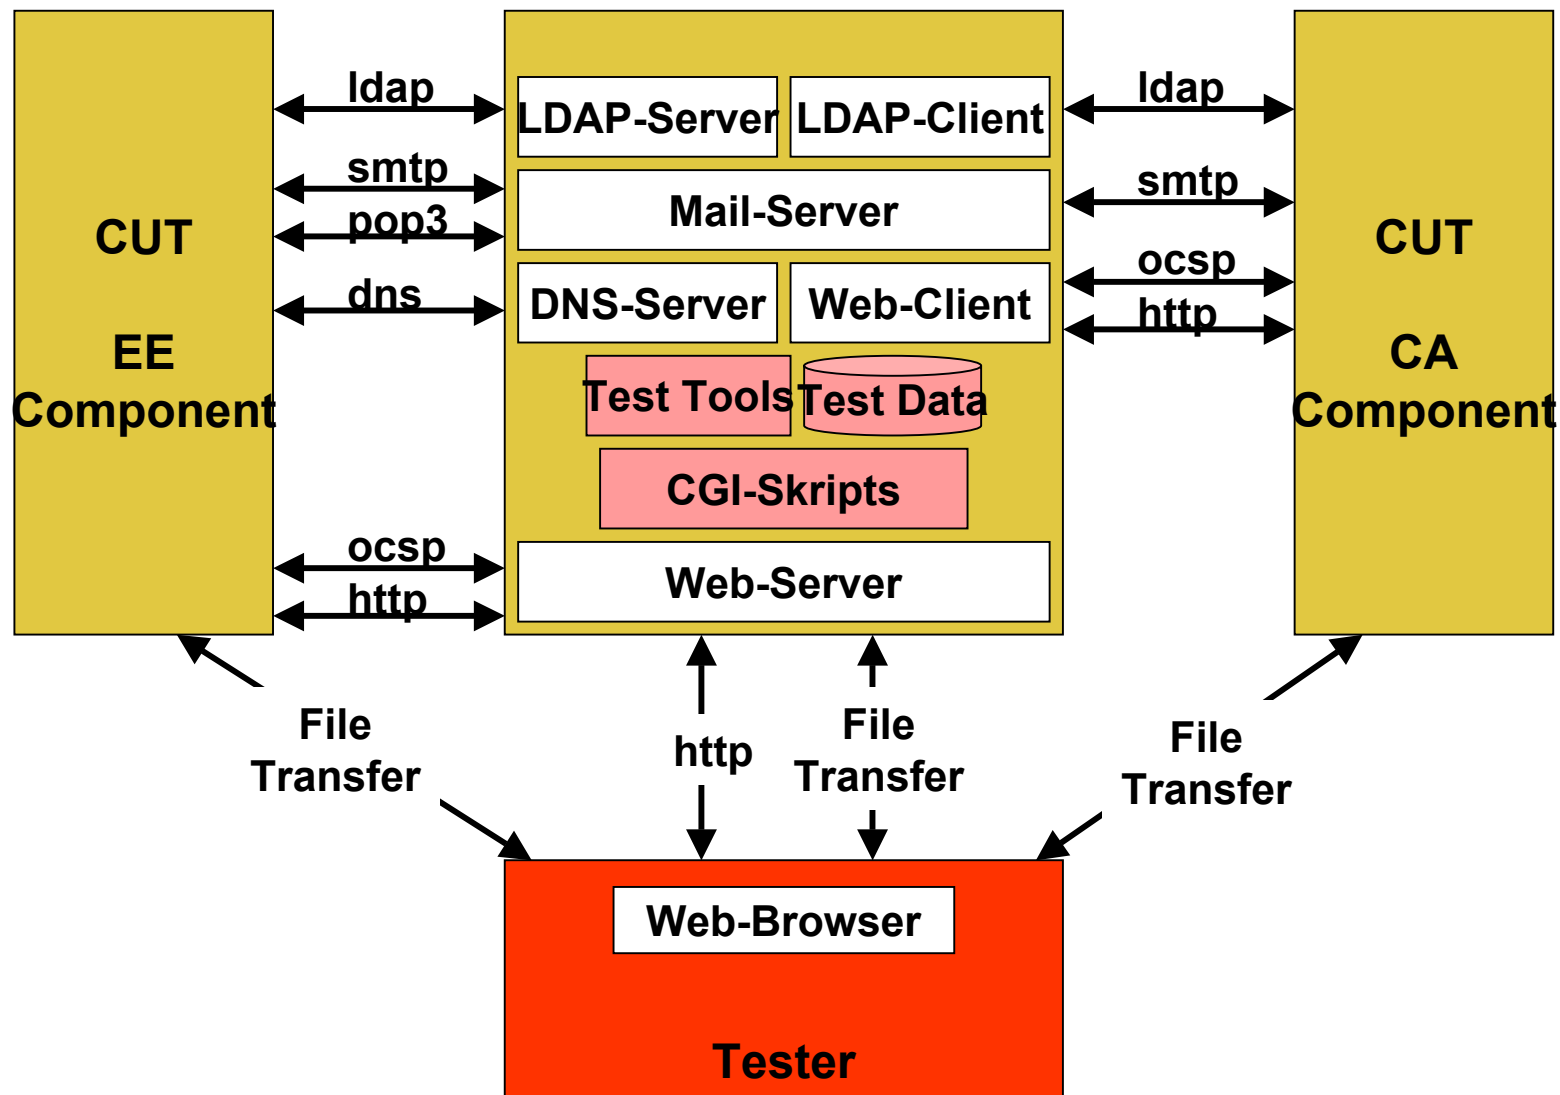 CUT
EE
Component
ldap
smtp
pop3
dns
ocsp
http
LDAP-Server
LDAP-Client
Mail-Server
DNS-Server
Web-Client
Test Tools
Test Data
CGI-Skripts
Web-Server
ldap
smtp
ocsp
http
CUT
CA
Component
File
Transfer
http
File
Transfer
File
Transfer
Web-Browser
Tester